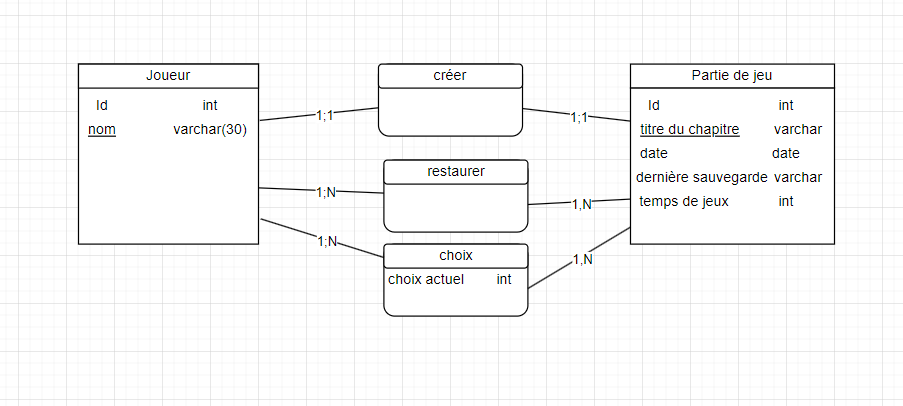 Joueur
Id int
nom varchar(30)
créer
Partie de jeu
Id int
titre du chapitre varchar
date date
dernière sauvegarde varchar
temps de jeux int
1;1
1;1
restaurer
1;N
1,N
choix
choix actuel int
1;N
1,N